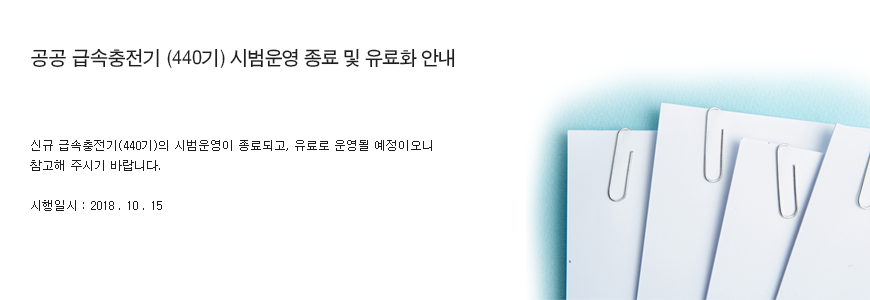 공공 급속충전기 (440기) 시범운영 종료 및 유료화 안내
신규 급속충전기(440기)의 시범운영이 종료되고, 유료로 운영될 예정이오니
참고해 주시기 바랍니다.
시행일시 : 2018 . 10 . 15